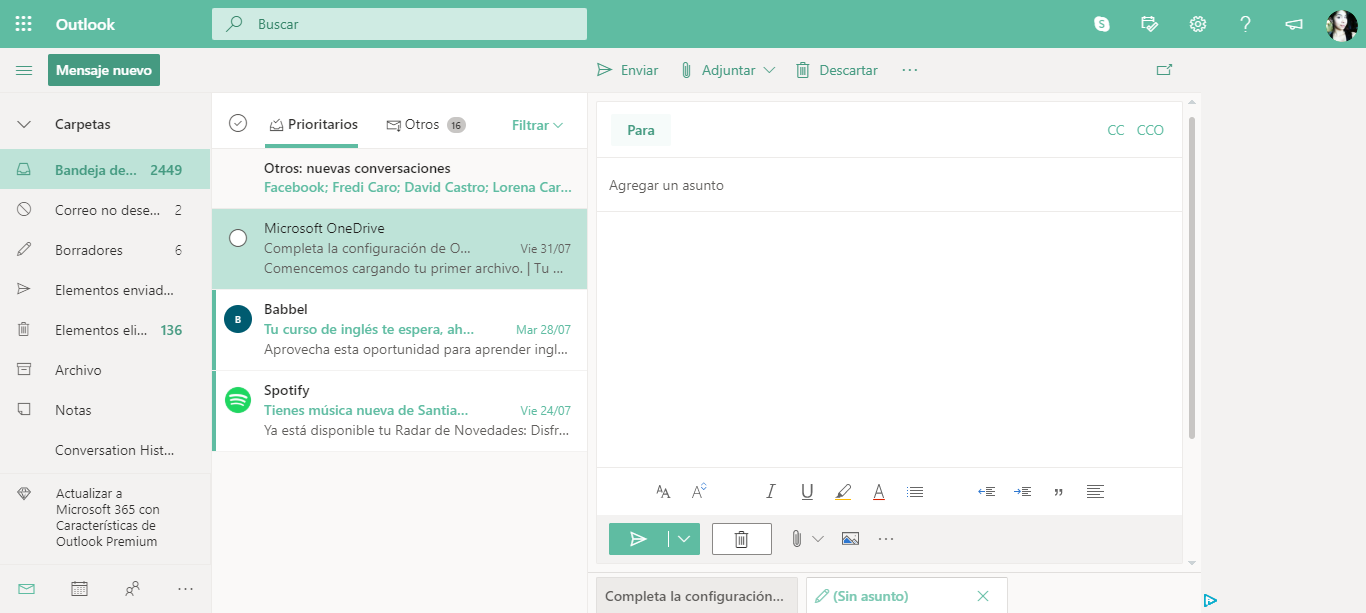 Outlook
Buscar
Mensaje nuevo
Enviar
Adjuntar
Descartar
Carpetas
Bandeja de... 2449
Correo no dese... 2
Borradores 6
Elementos enviad...
Elementos eli... 136
Archivo
Notas
Conversation Hist...
Actualizar a
Microsoft 365 con
Características de
Outlook Premium
Prioritarios
Otros 16
Filtrar
Otros: nuevas conversaciones
Facebook; Fredi Caro; David Castro; Lorena Car...
Microsoft OneDrive
Completa la configuración de O... Vie 31/07
Comencemos cargando tu primer archivo. | Tu ...
B
Babbel
Tu curso de inglés te espera, ah... Mar 28/07
Aprovecha esta oportunidad para aprender ingl...
Spotify
Tienes música nueva de Santia... Vie 24/07
Ya está disponible tu Radar de Novedades: Disfr...
Para
CC CCO
Agregar un asunto
Completa la configuración...
(Sin asunto)